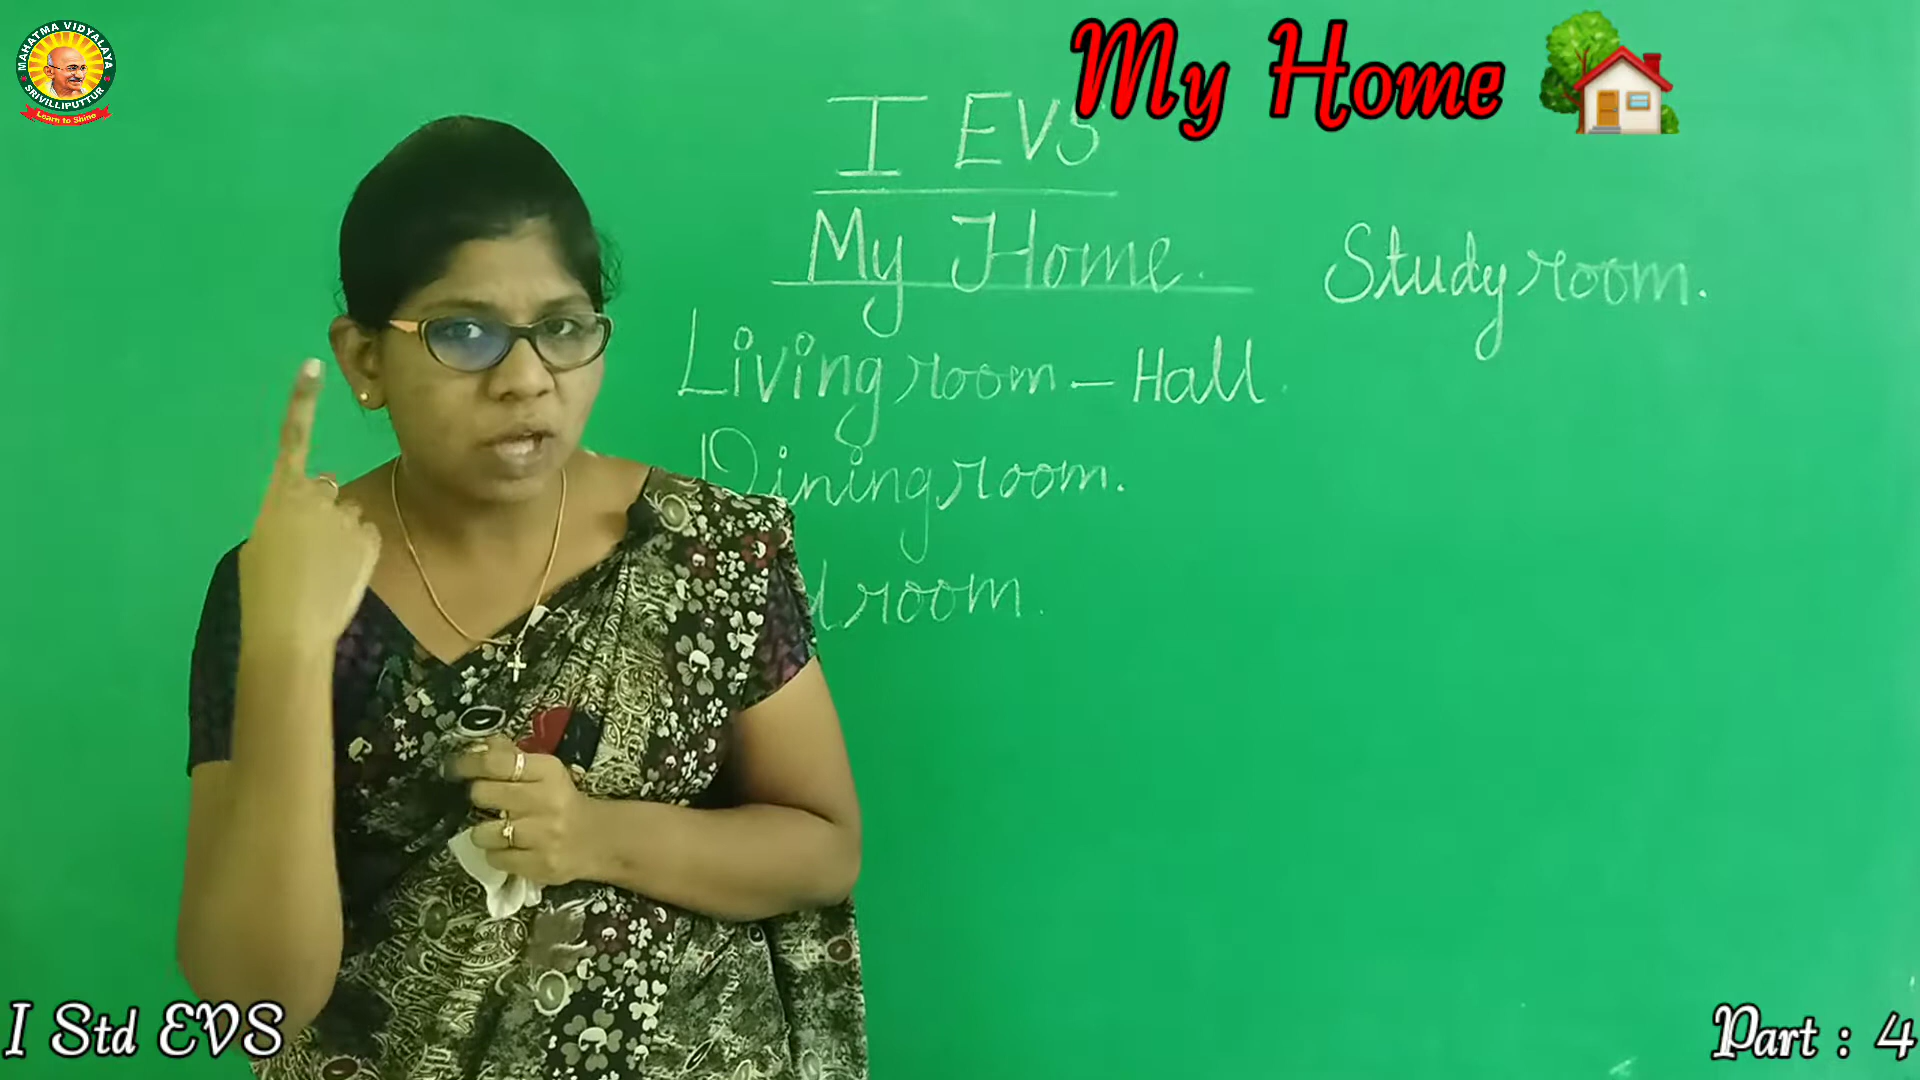 MAHATMA VIDYALAYA
SRIVILLIPUTTUR
Learn to Shine
My Home
I EVS
My Home.
Study room.
Living room - Hall.
Dining room.
room.
I Std EVS
Part : 4